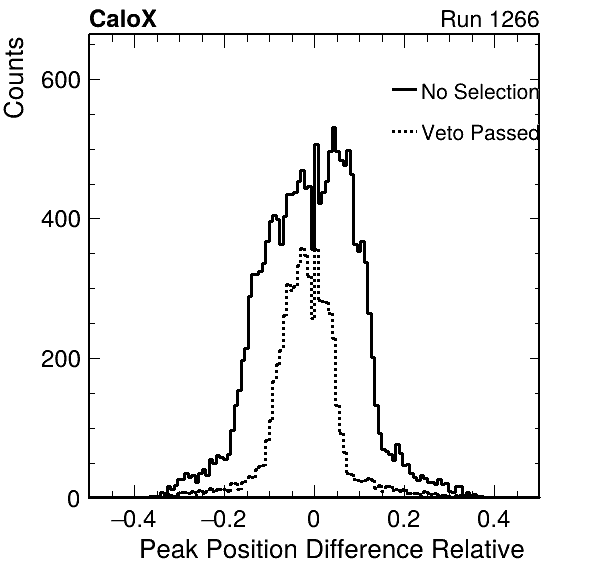 CaloX Run 1266
Counts
600
400
200
0
No Selection
Veto Passed
−0.4 −0.2 0 0.2 0.4
Peak Position Difference Relative